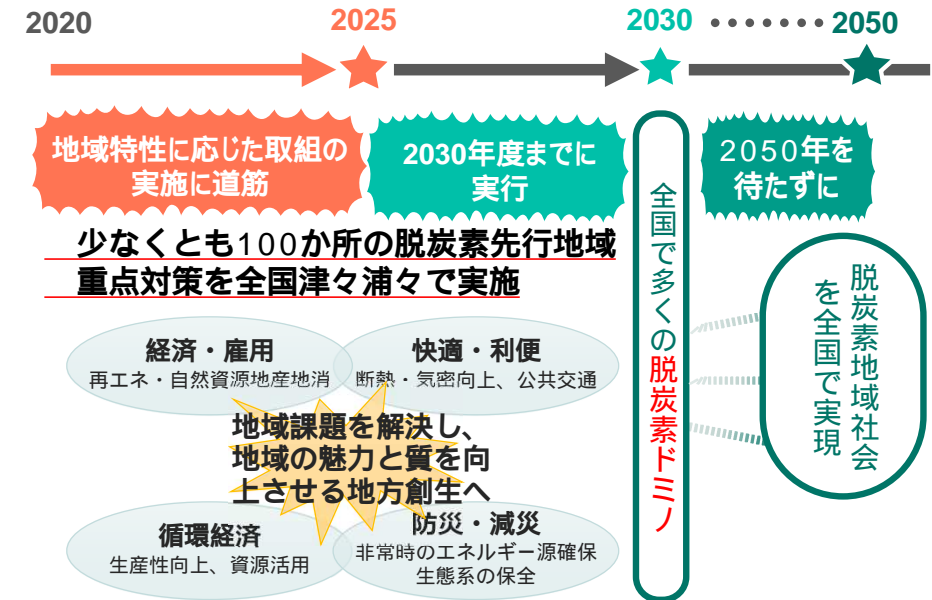 2020
2025
2030
2050
地域特性に応じた取組の
実施に道筋
2030年度までに
実行
2050年を
待たずに
少なくとも100か所の脱炭素先行地域
重点対策を全国津々浦々で実施
経済・雇用
再エネ・自然資源地産地消
快適・利便
断熱・気密向上、公共交通
地域課題を解決し、
地域の魅力と質を向
上させる地方創生へ
循環経済
生産性向上、資源活用
防災・減災
非常時のエネルギー源確保
生態系の保全
全国で多くの脱炭素ドミノ
脱炭素地域社会
を全国で実現